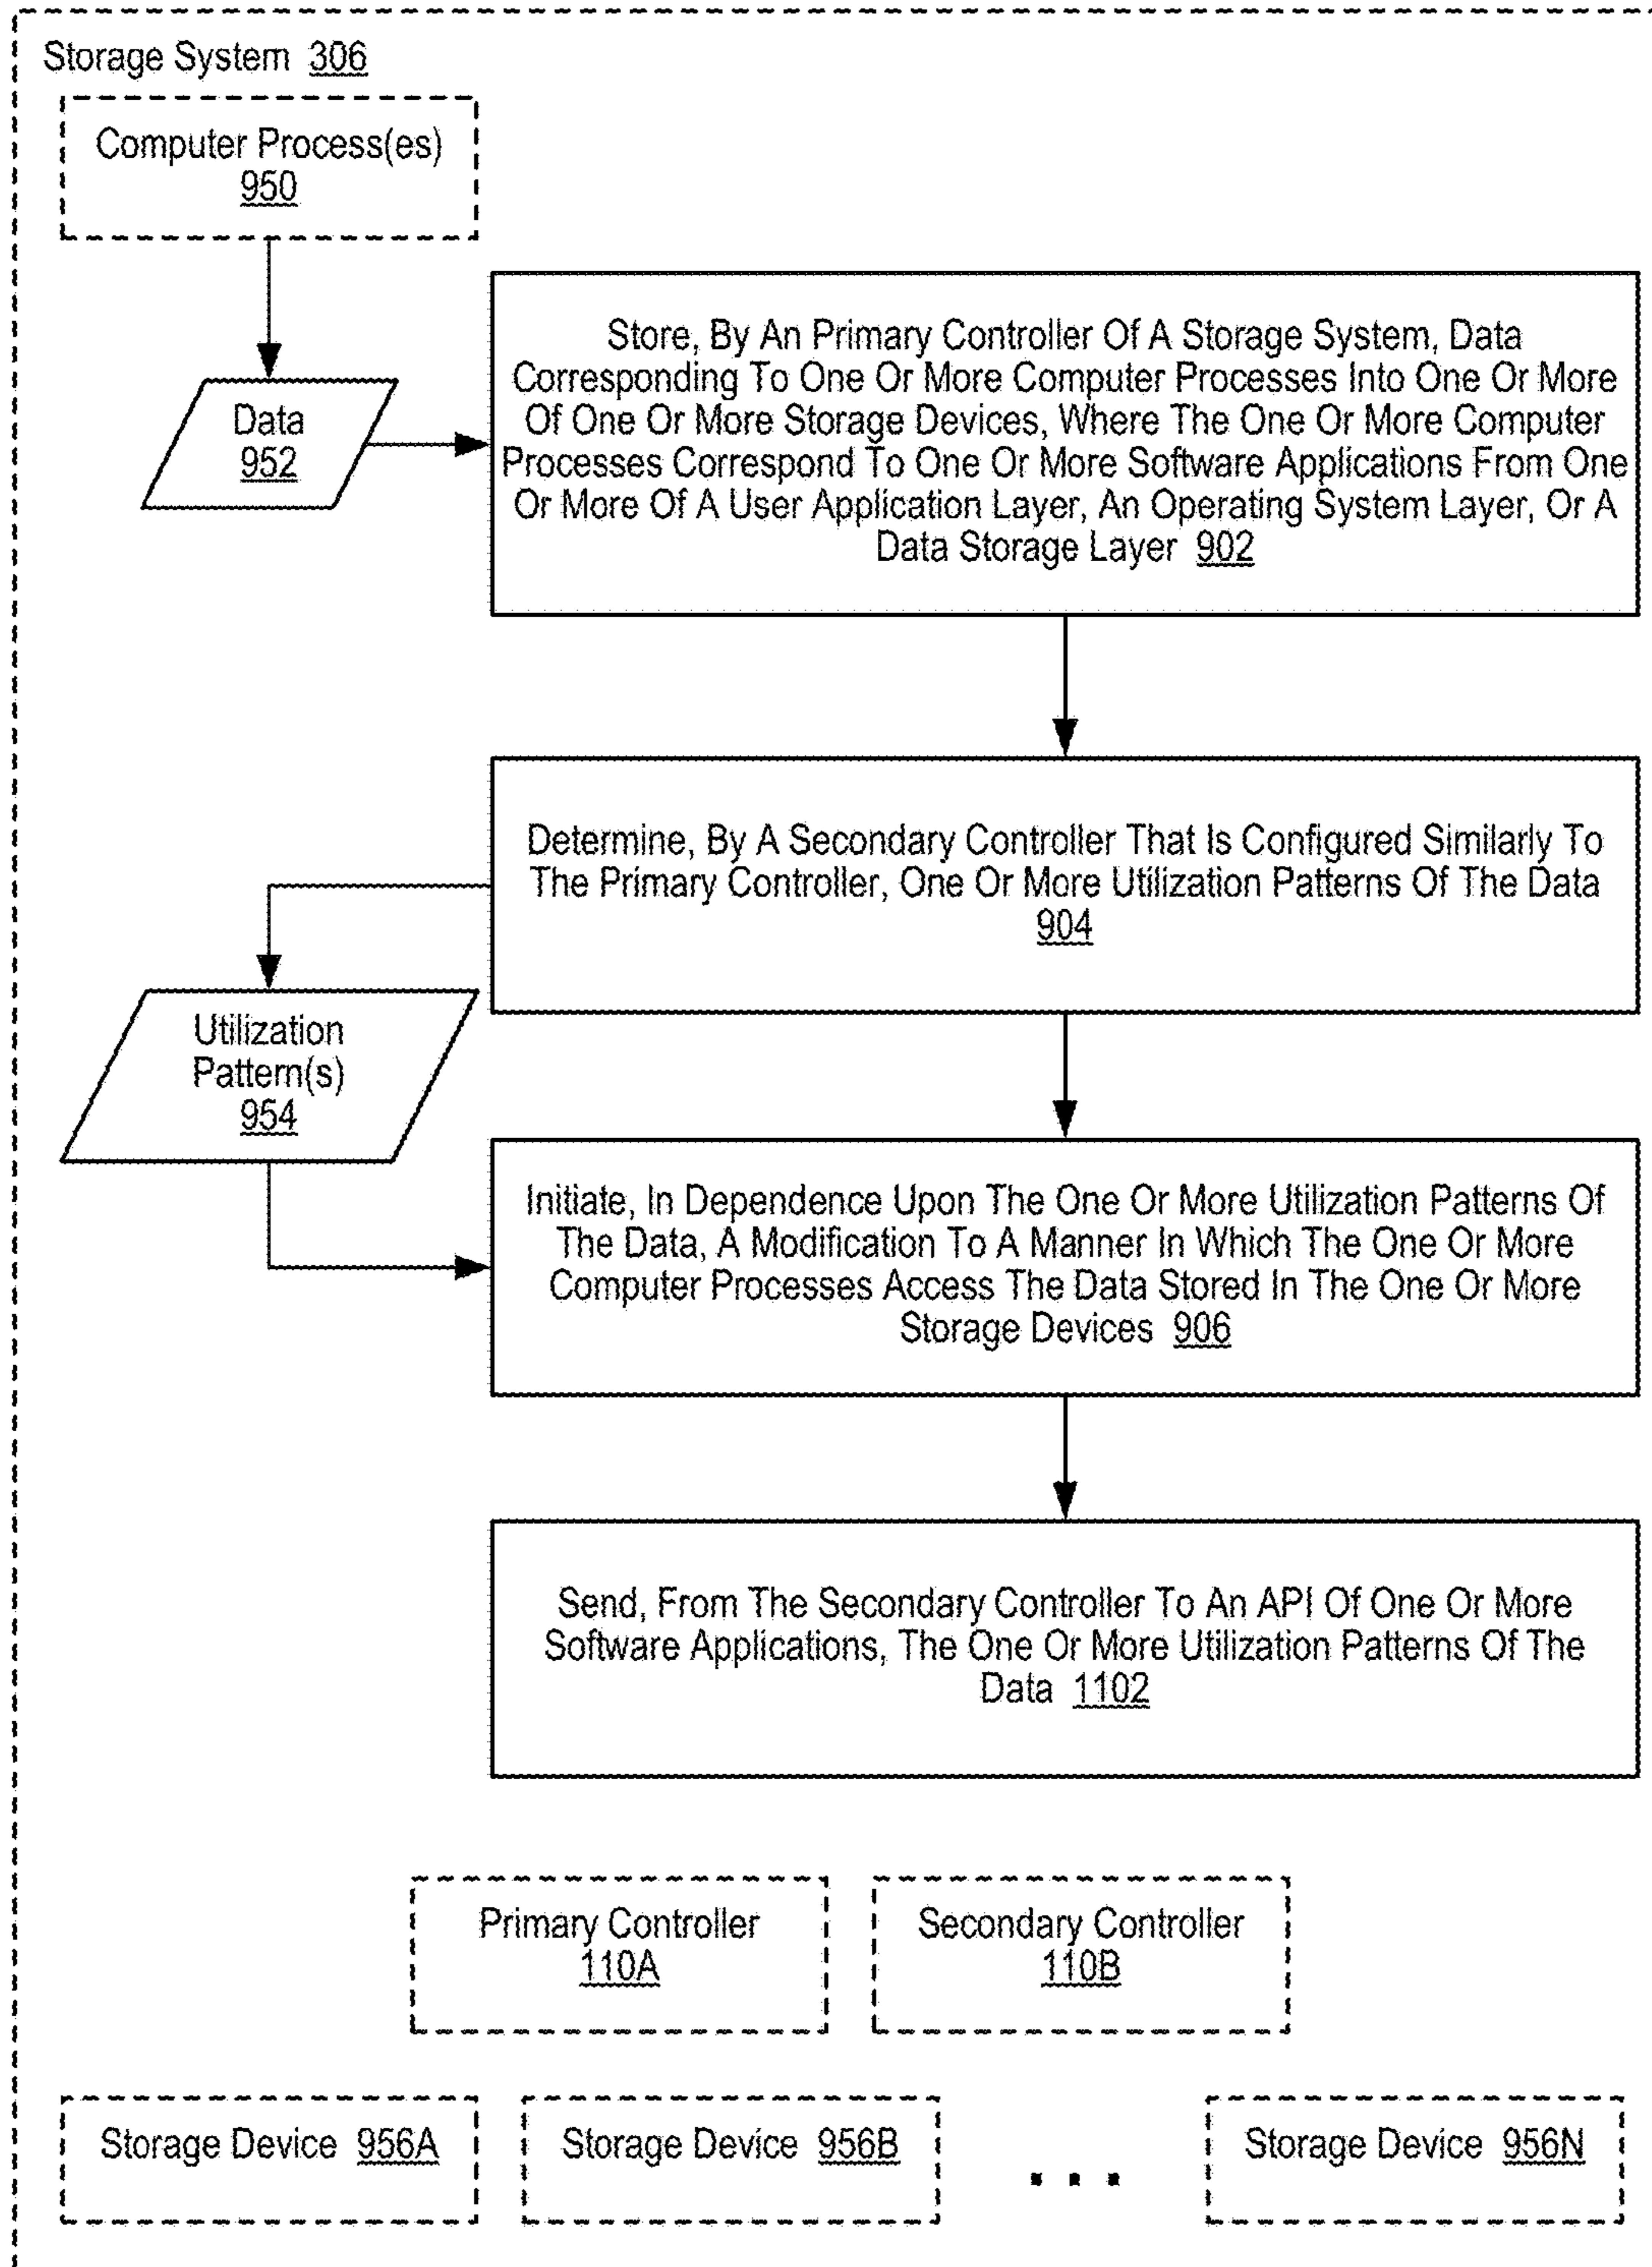 Storage System 306
Computer Process(es)
950
Data
952
Store, By An Primary Controller Of A Storage System, Data
Corresponding To One Or More Computer Processes Into One Or More
Of One Or More Storage Devices, Where The One Or More Computer
Processes Correspond To One Or More Software Applications From One
Or More Of A User Application Layer, An Operating System Layer, Or A
Data Storage Layer 902
Determine, By A Secondary Controller That Is Configured Similarly To
The Primary Controller, One Or More Utilization Patterns Of The Data
904
Utilization
Pattern(s)
954
Initiate, In Dependence Upon The One Or More Utilization Patterns Of
The Data, A Modification To A Manner In Which The One Or More
Computer Processes Access The Data Stored In The One Or More
Storage Devices 906
Send, From The Secondary Controller To An API Of One Or More
Software Applications, The One Or More Utilization Patterns Of The
Data 1102
Primary Controller
110A
Secondary Controller
110B
Storage Device 956A
Storage Device 956B
...
Storage Device 956N